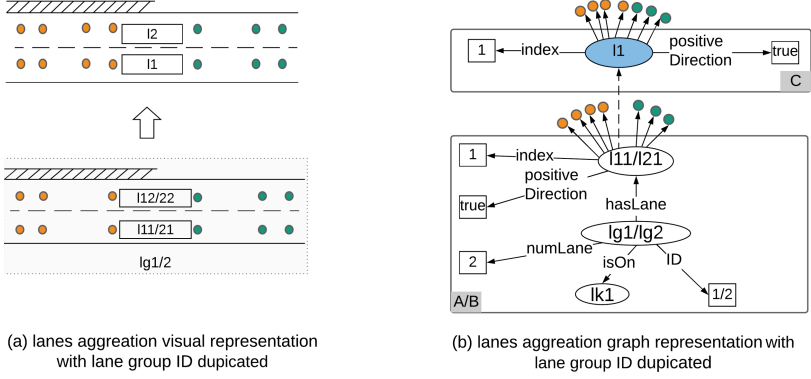 l2
l1
l12/22
l11/21
lg1/2
(a) lanes aggreation visual representation
with lane group ID dupicated
l1
1
index
positive
Direction
true
C
l11/l21
1
index
positive
Direction
true
hasLane
lg1/lg2
numLane
2
isOn
ID
lk1
1/2
A/B
(b) lanes aggreation graph representation with
lane group ID dupicated